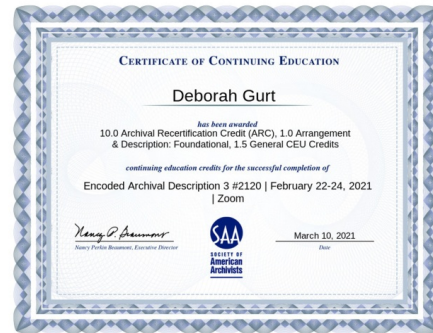 CERTIFICATE OF CONTINUING EDUCATION
Deborah Gurt
has been awarded
10.0 Archival Recertification Credit (ARC), 1.0 Arrangement
& Description: Foundational, 1.5 General CEU Credits
continuing education credits for the successful completion of
Encoded Archival Description 3 #2120 | February 22-24, 2021
| Zoom
Nancy P. Beaumont
Nancy Perkin Beaumont, Executive Director
SAA
SOCIETY OF
American
Archivists
March 10, 2021
Date